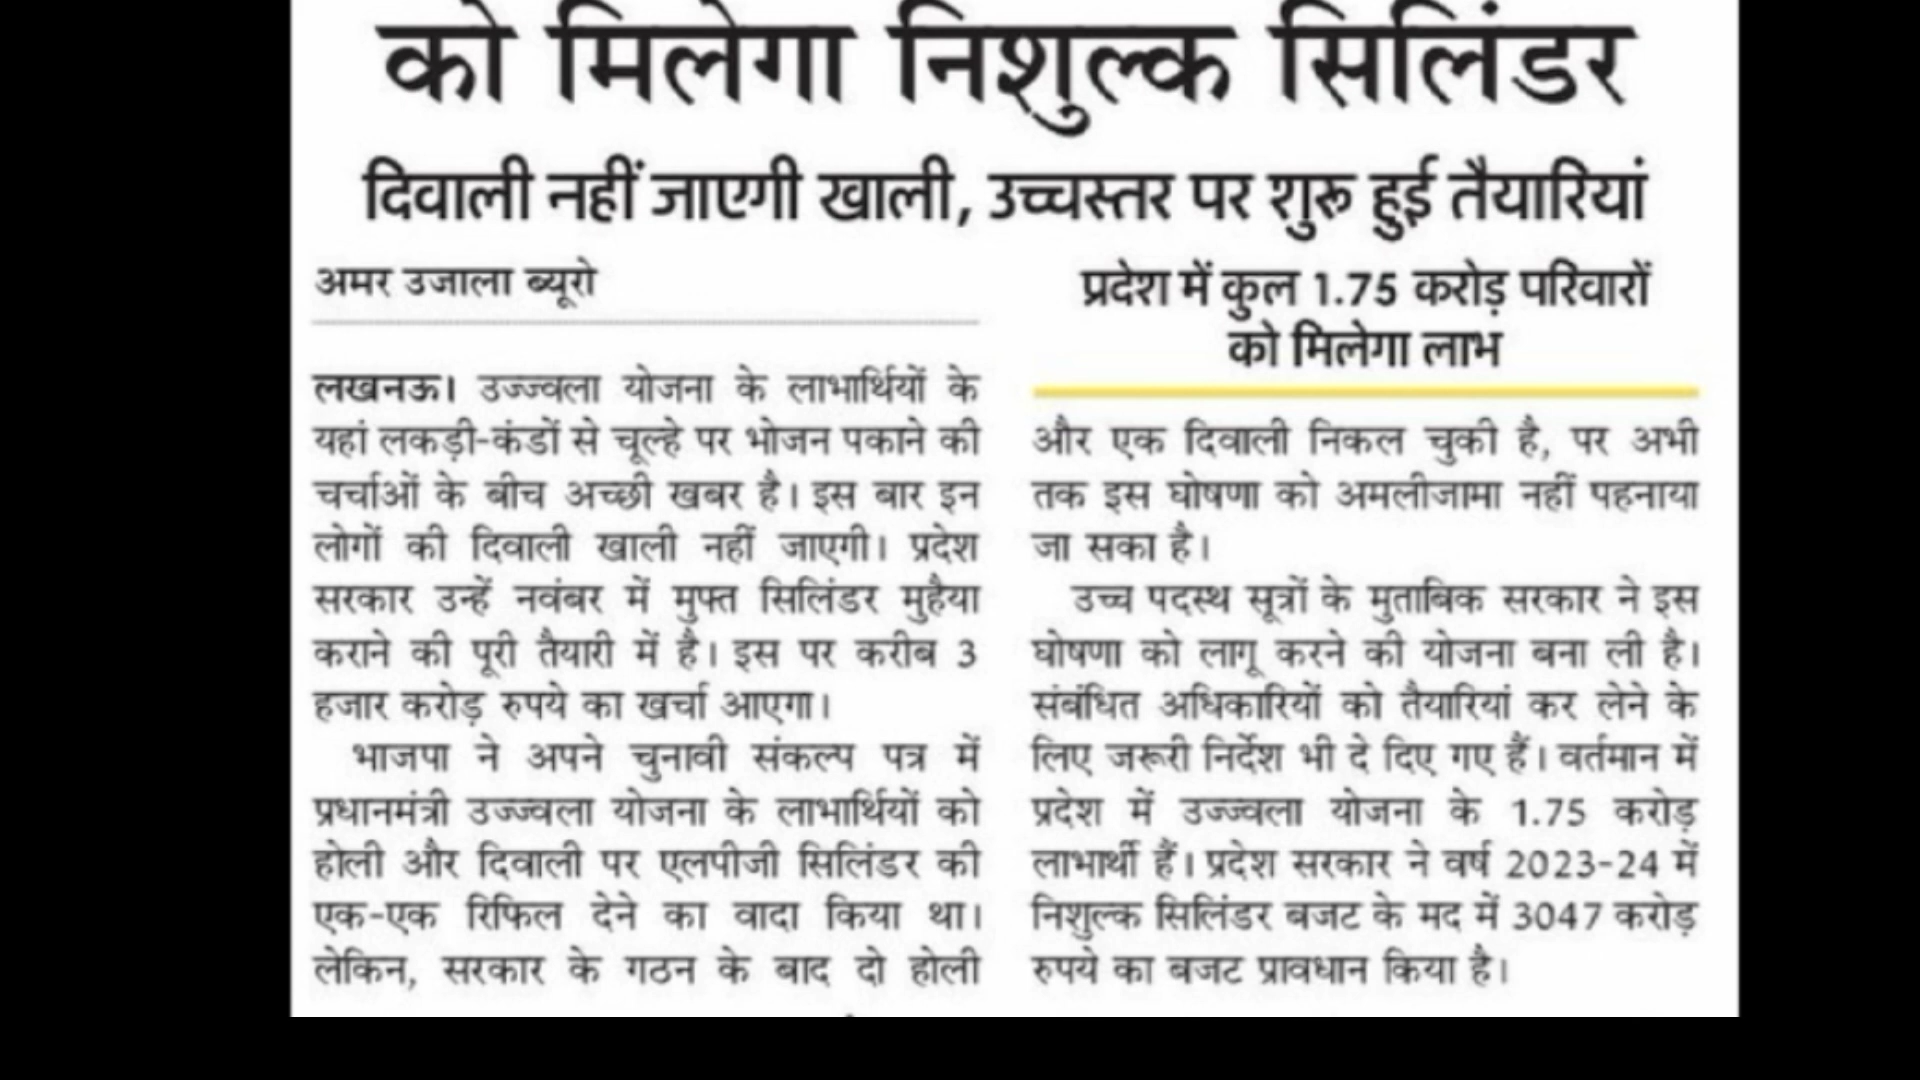 को मिलेगा निशुल्क सिलिंडर
दिवाली नहीं जाएगी खाली, उच्चस्तर पर शुरू हुई तैयारियां
अमर उजाला ब्यूरो
लखनऊ। उज्ज्वला योजना के लाभार्थियों के
यहां लकड़ी-कंडों से चूल्हे पर भोजन पकाने की
चर्चाओं के बीच अच्छी खबर है। इस बार इन
लोगों की दिवाली खाली नहीं जाएगी। प्रदेश
सरकार उन्हें नवंबर में मुफ्त सिलिंडर मुहैया
कराने की पूरी तैयारी में है। इस पर करीब 3
हजार करोड़ रुपये का खर्चा आएगा।
भाजपा ने अपने चुनावी संकल्प पत्र में
प्रधानमंत्री उज्ज्वला योजना के लाभार्थियों को
होली और दिवाली पर एलपीजी सिलिंडर की
एक-एक रिफिल देने का वादा किया था।
लेकिन, सरकार के गठन के बाद दो होली
प्रदेश में कुल 1.75 करोड़ परिवारों
को मिलेगा लाभ
और एक दिवाली निकल चुकी है, पर अभी
तक इस घोषणा को अमलीजामा नहीं पहनाया
जा सका है।
उच्च पदस्थ सूत्रों के मुताबिक सरकार ने इस
घोषणा को लागू करने की योजना बना ली है।
संबंधित अधिकारियों को तैयारियां कर लेने के
लिए जरूरी निर्देश भी दे दिए गए हैं। वर्तमान में
प्रदेश में उज्ज्वला योजना के 1.75 करोड़
लाभार्थी हैं। प्रदेश सरकार ने वर्ष 2023-24 में
निशुल्क सिलिंडर बजट के मद में 3047 करोड़
रुपये का बजट प्रावधान किया है।